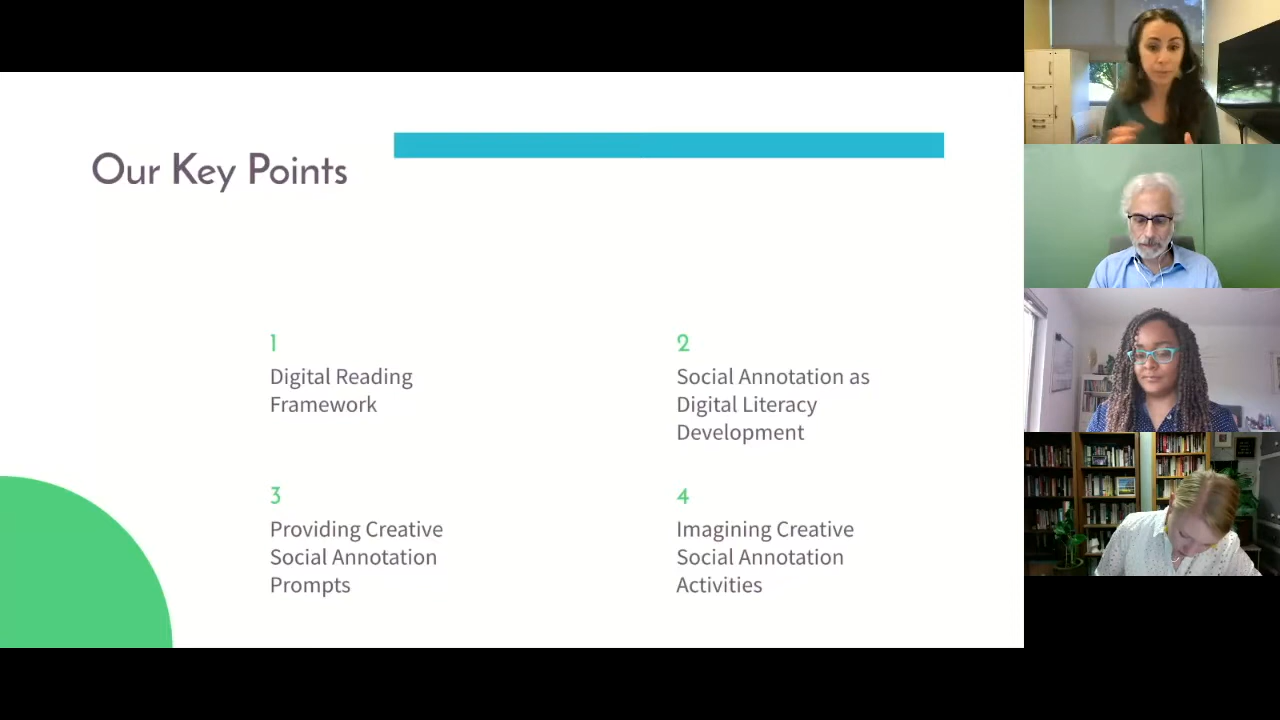 Our Key Points
1
Digital Reading
Framework
2
Social Annotation as
Digital Literacy
Development
3
Providing Creative
Social Annotation
Prompts
4
Imagining Creative
Social Annotation
Activities